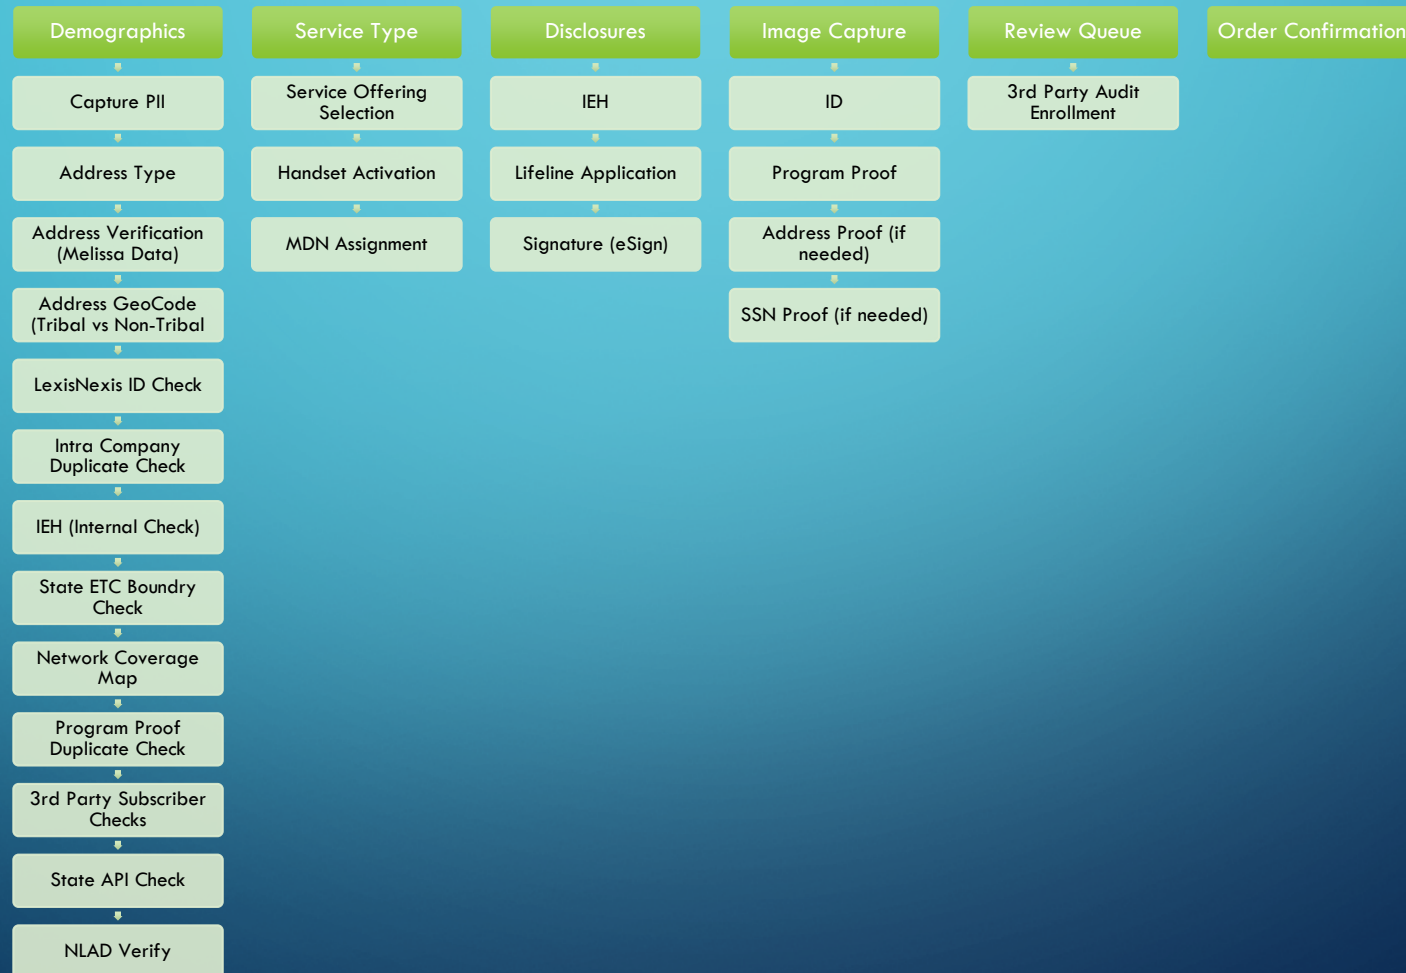 Demographics
Capture PII
Address Type
Address Verification
(Melissa Data)
Address GeoCode
(Tribal vs Non-Tribal
LexisNexis ID Check
Intra Company
Duplicate Check
IEH (Internal Check)
State ETC Boundry
Check
Network Coverage
Map
Program Proof
Duplicate Check
3rd Party Subscriber
Checks
State API Check
NLAD Verify
Service Type
Service Offering
Selection
Handset Activation
MDN Assignment
Disclosures
IEH
Lifeline Application
Signature (eSign)
Image Capture
ID
Program Proof
Address Proof (if
needed)
SSN Proof (if needed)
Review Queue
3rd Party Audit
Enrollment
Order Confirmation